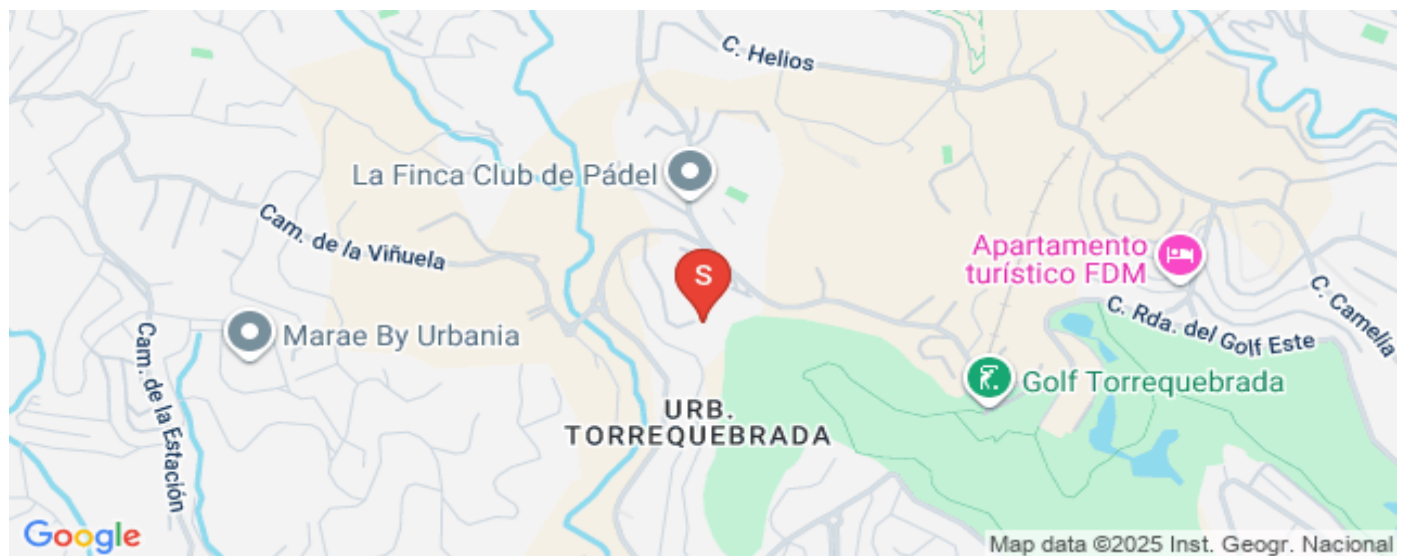 C. Helios
La Finca Club de Pádel
Cam. de la Viñuela
Apartamento
turístico FDM
S
C. Rda. del Golf Este
C. Camelia
Marae By Urbania
Cam. de la Estación
Golf Torrequebrada
URB.
TORREQUEBRADA
Google
Map data ©2025 Inst. Geogr. Nacional